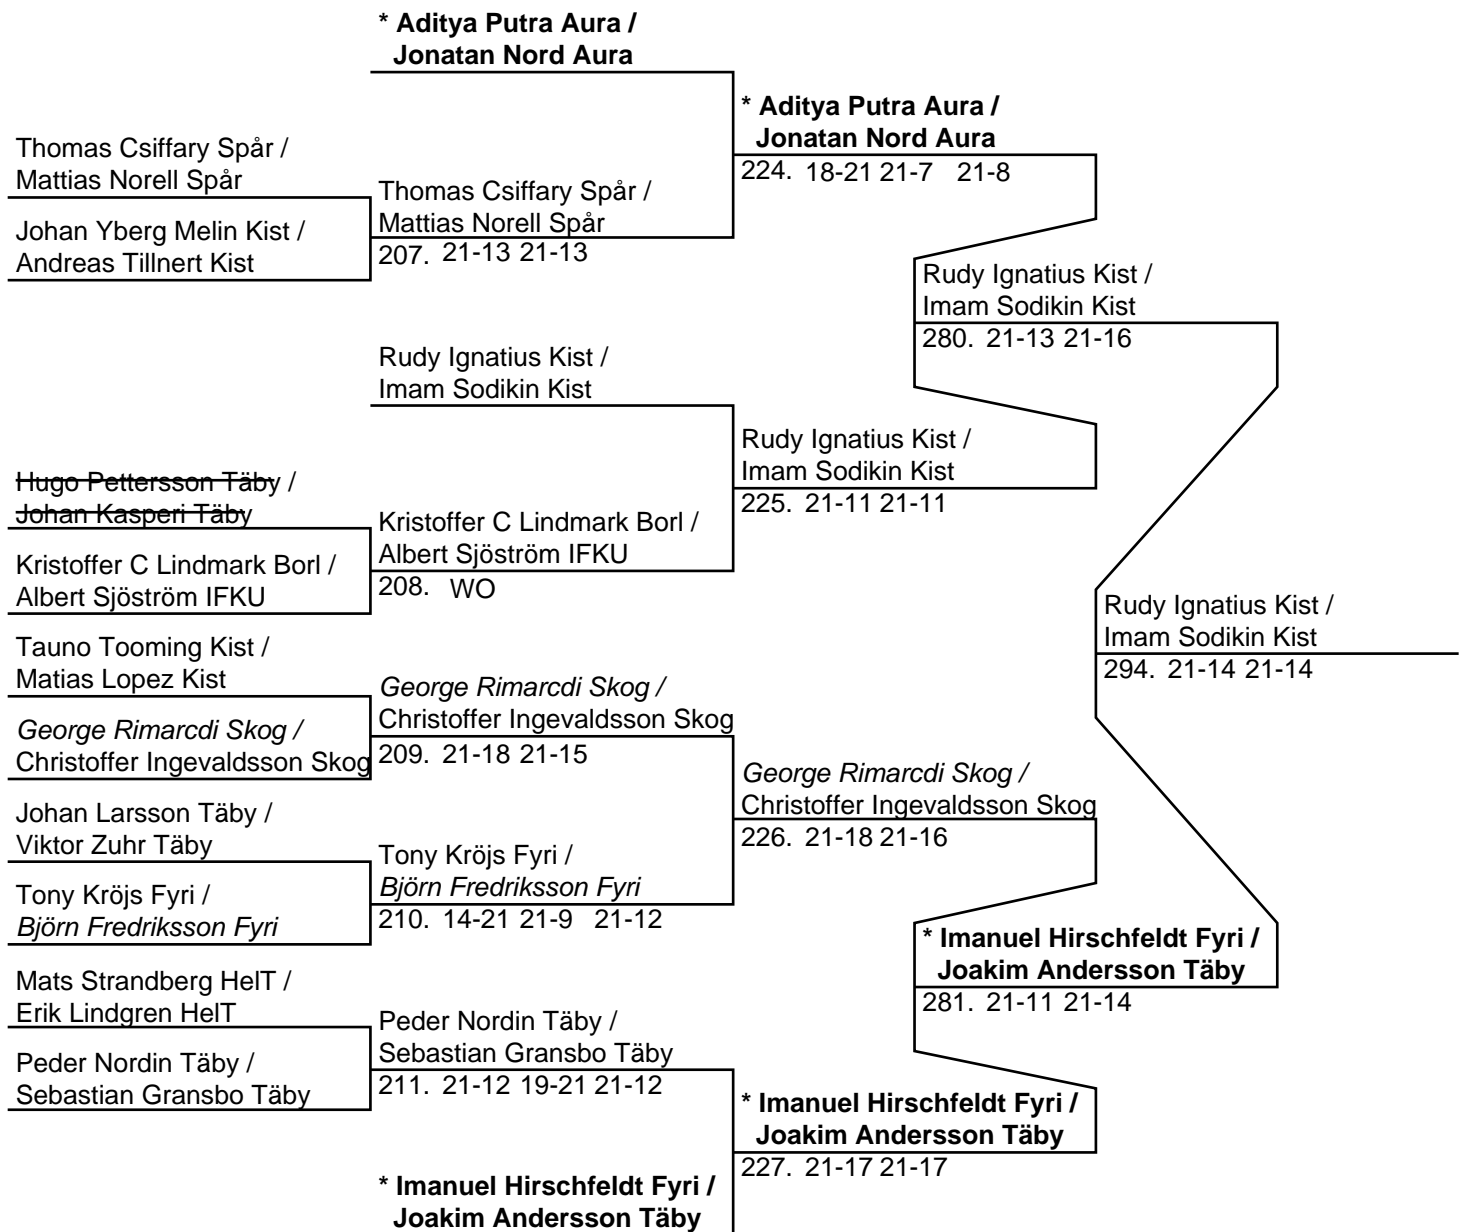 * Aditya Putra Aura /
Jonatan Nord Aura
* Aditya Putra Aura /
Jonatan Nord Aura
224. 18-21 21-7 21-8
Thomas Csiffary Spår /
Mattias Norell Spår
Thomas Csiffary Spår /
Mattias Norell Spår
207. 21-13 21-13
Johan Yberg Melin Kist /
Andreas Tillnert Kist
Rudy Ignatius Kist /
Imam Sodikin Kist
280. 21-13 21-16
Rudy Ignatius Kist /
Imam Sodikin Kist
Rudy Ignatius Kist /
Imam Sodikin Kist
225. 21-11 21-11
Hugo Pettersson Täby /
Johan Kasperi Täby
Kristoffer C Lindmark Borl /
Albert Sjöström IFKU
208. WO
Kristoffer C Lindmark Borl /
Albert Sjöström IFKU
Rudy Ignatius Kist /
Imam Sodikin Kist
294. 21-14 21-14
Tauno Tooming Kist /
Matias Lopez Kist
George Rimarcdi Skog /
Christoffer Ingevaldsson Skog
209. 21-18 21-15
George Rimarcdi Skog /
Christoffer Ingevaldsson Skog
George Rimarcdi Skog /
Christoffer Ingevaldsson Skog
226. 21-18 21-16
Johan Larsson Täby /
Viktor Zuhr Täby
Tony Kröjs Fyri /
Björn Fredriksson Fyri
210. 14-21 21-9 21-12
Tony Kröjs Fyri /
Björn Fredriksson Fyri
* Imanuel Hirschfeldt Fyri /
Joakim Andersson Täby
281. 21-11 21-14
Mats Strandberg HelT /
Erik Lindgren HelT
Peder Nordin Täby /
Sebastian Gransbo Täby
211. 21-12 19-21 21-12
Peder Nordin Täby /
Sebastian Gransbo Täby
* Imanuel Hirschfeldt Fyri /
Joakim Andersson Täby
227. 21-17 21-17
* Imanuel Hirschfeldt Fyri /
Joakim Andersson Täby